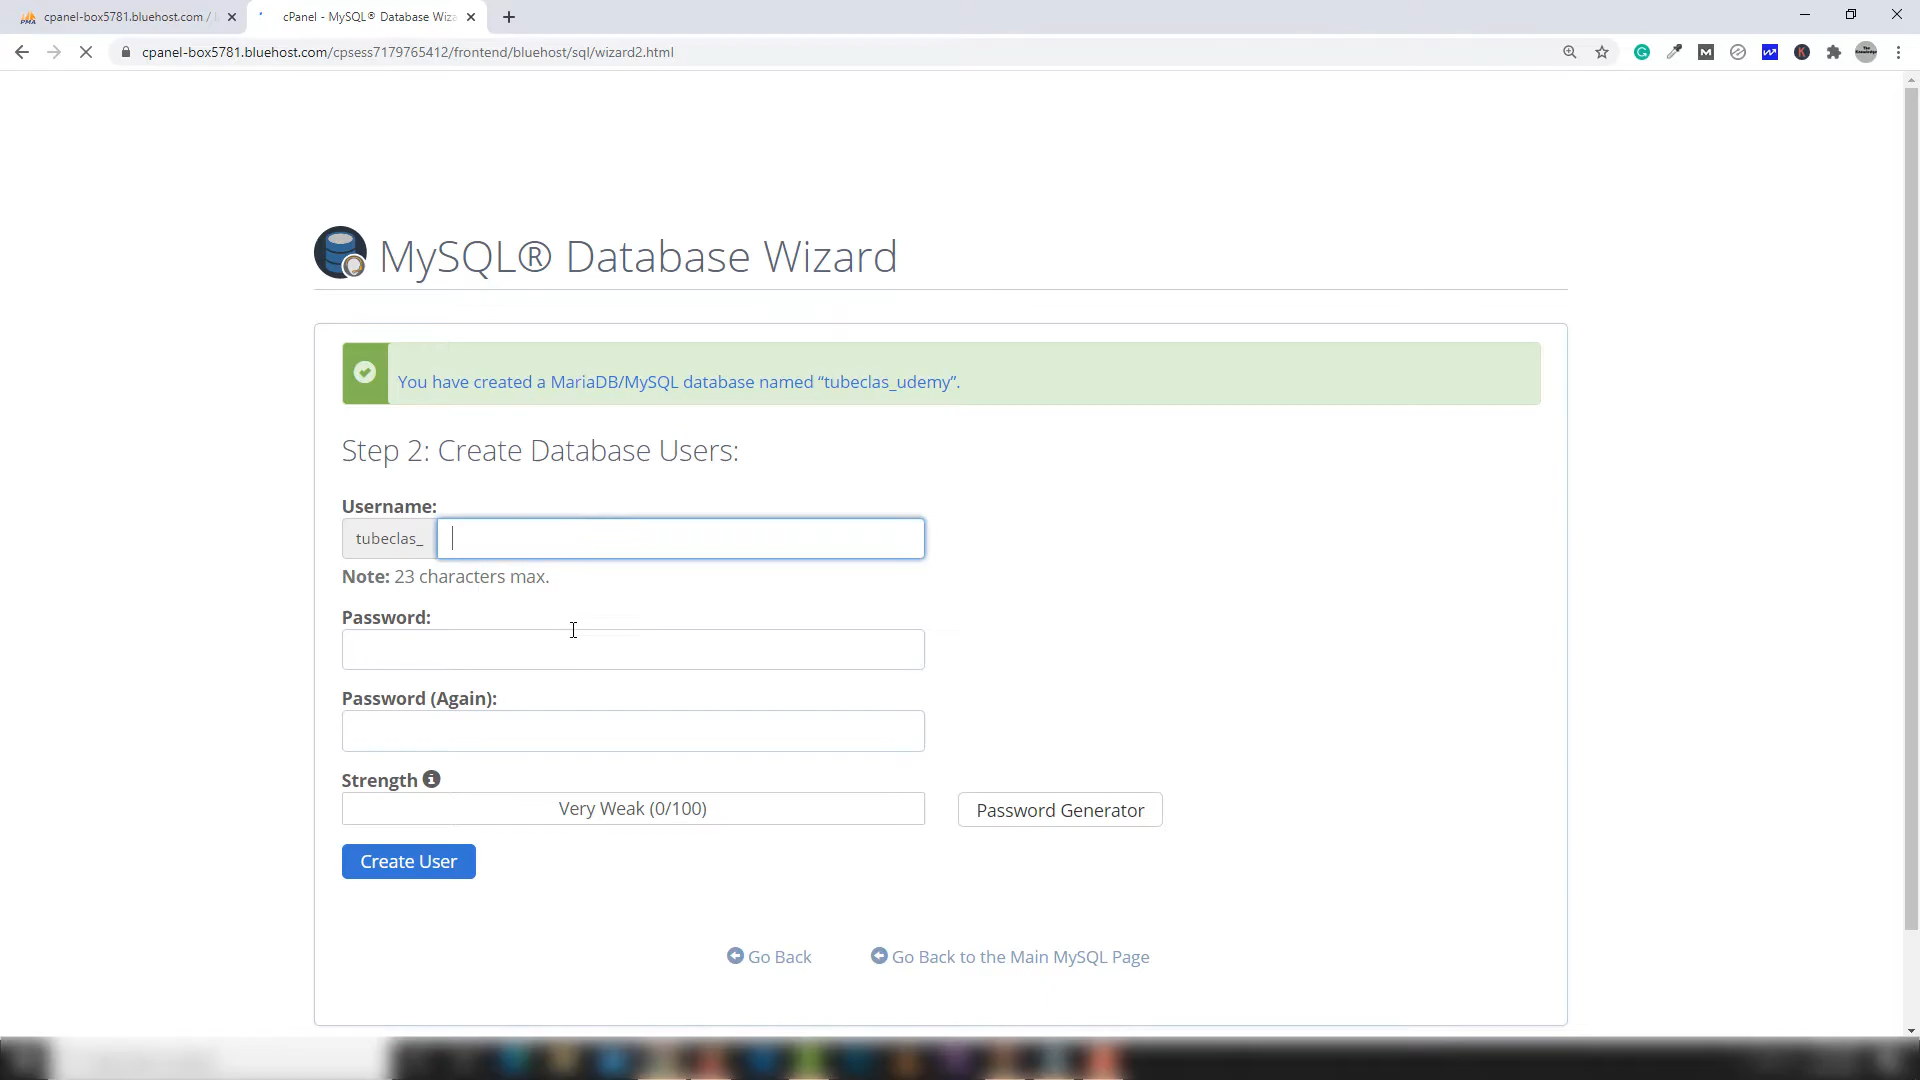 cpanel-box5781.bluehost.com /
cPanel - MySQL® Database Wiza
cpanel-box5781.bluehost.com/cpsess7179765412/frontend/bluehost/sql/wizard2.html
MySQL® Database Wizard
You have created a MariaDB/MySQL database named “tubeclas_udemy”.
Step 2: Create Database Users:
Username:
tubeclas_
Note: 23 characters max.
Password:
Password (Again):
Strength
Very Weak (0/100)
Password Generator
Create User
Go Back
Go Back to the Main MySQL Page